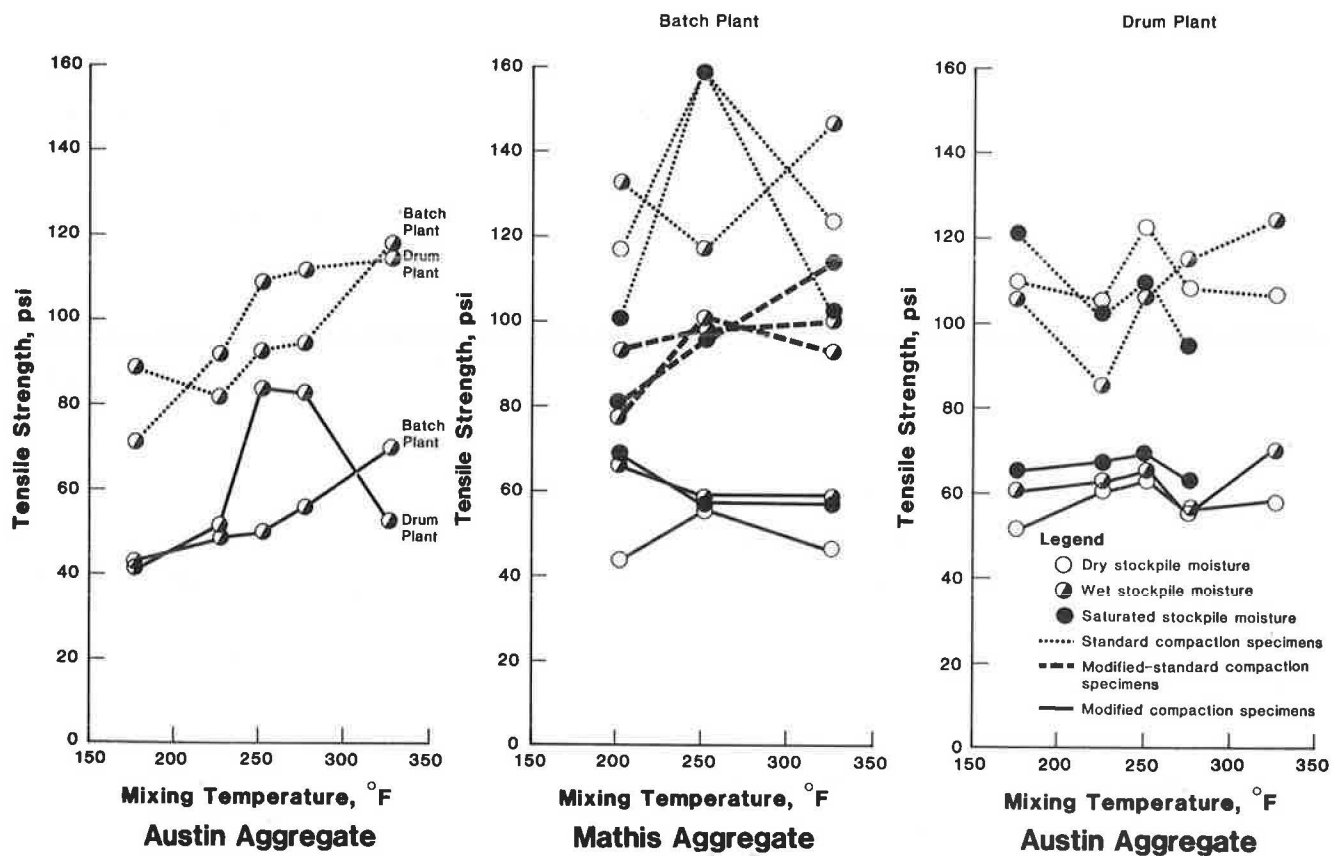 Batch Plant
Drum Plant
160
140
120
100
80
60
40
20
0
150
200
250
300
350
Tensile Strength, psi
Batch
Plant
Drum
Plant
Batch
Plant
Drum
Plant
Mixing Temperature, °F
Austin Aggregate
160
140
120
100
80
60
40
20
0
150
200
250
300
350
Tensile Strength, psi
Mixing Temperature, °F
Mathis Aggregate
160
140
120
100
80
60
40
20
0
150
200
250
300
350
Tensile Strength, psi
Legend
Dry stockpile moisture
Wet stockpile moisture
Saturated stockpile moisture
Standard compaction specimens
Modified-standard compaction
specimens
Modified compaction specimens
Mixing Temperature, °F
Austin Aggregate